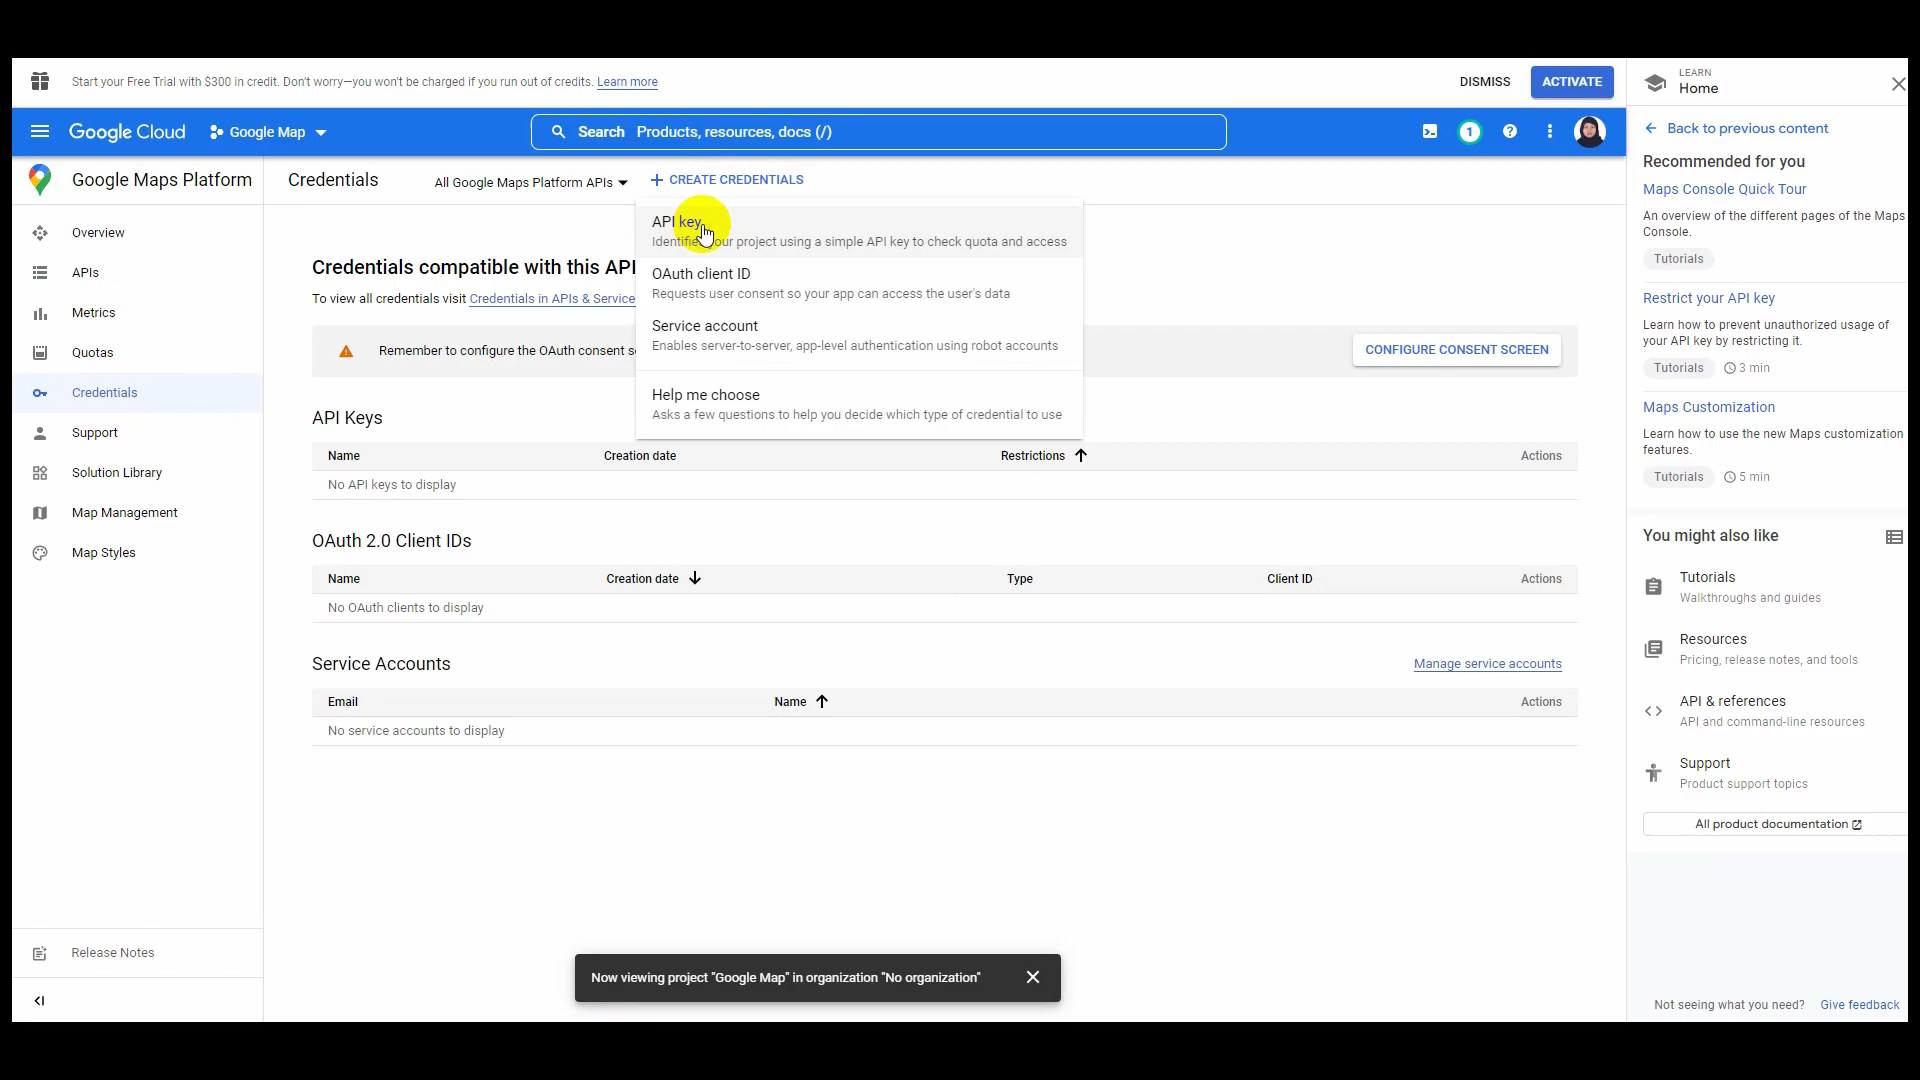 Start your Free Trial with $300 in credit. Don't worry—you won't be charged if you run out of credits. Learn more
DISMISS
ACTIVATE
LEARN
Home
Google Cloud
Google Map
Search Products, resources, docs (/)
1
Back to previous content
Google Maps Platform
Credentials
All Google Maps Platform APIs
CREATE CREDENTIALS
Overview
APIs
Metrics
Quotas
Credentials
Support
Solution Library
Map Management
Map Styles
Release Notes
API key
Identifies your project using a simple API key to check quota and access
OAuth client ID
Requests user consent so your app can access the user's data
Service account
Enables server-to-server, app-level authentication using robot accounts
Help me choose
Asks a few questions to help you decide which type of credential to use
Credentials compatible with this API
To view all credentials visit Credentials in APIs & Service
Remember to configure the OAuth consent
CONFIGURE CONSENT SCREEN
API Keys
Name Creation date Restrictions Actions
No API keys to display
OAuth 2.0 Client IDs
Name Creation date Type Client ID Actions
No OAuth clients to display
Service Accounts
Manage service accounts
Email Name Actions
No service accounts to display
Now viewing project "Google Map" in organization "No organization"
Recommended for you
Maps Console Quick Tour
An overview of the different pages of the Maps
Console.
Tutorials
Restrict your API key
Learn how to prevent unauthorized usage of
your API key by restricting it.
Tutorials 3 min
Maps Customization
Learn how to use the new Maps customization
features.
Tutorials 5 min
You might also like
Tutorials
Walkthroughs and guides
Resources
Pricing, release notes, and tools
API & references
API and command-line resources
Support
Product support topics
All product documentation
Not seeing what you need? Give feedback